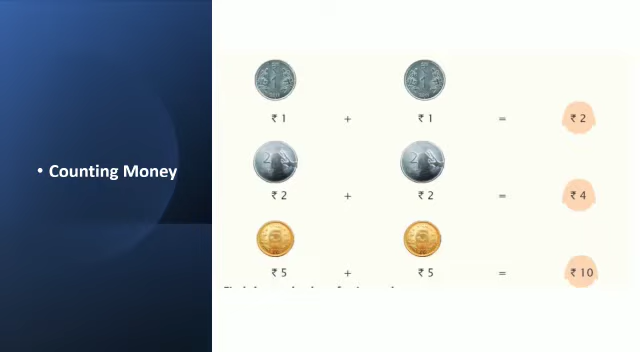 • Counting Money
₹ 1 + ₹ 1 = ₹ 2
₹ 2 + ₹ 2 = ₹ 4
₹ 5 + ₹ 5 = ₹ 10